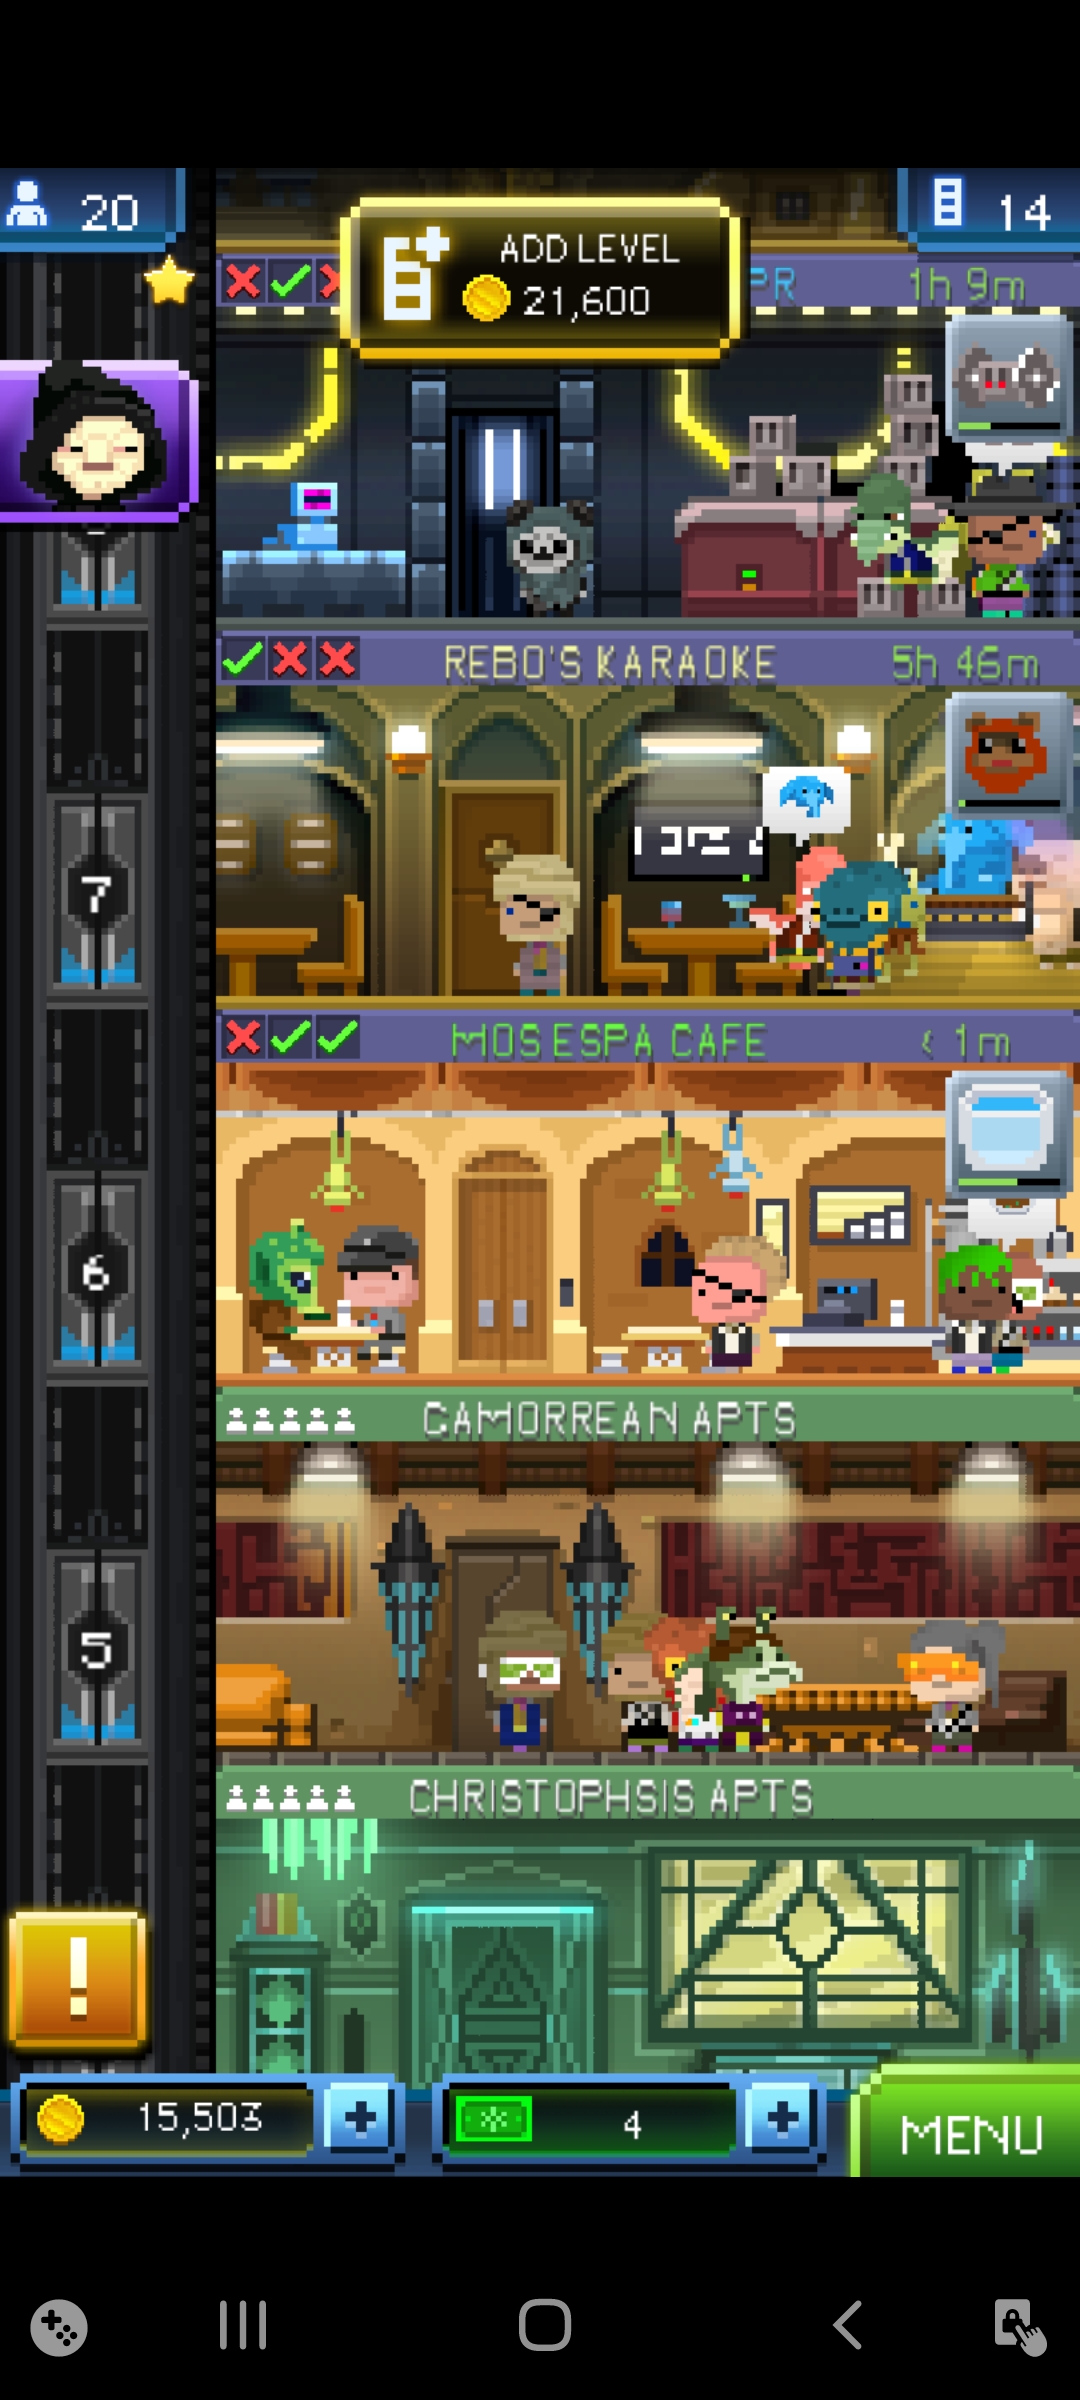 20
ADD LEVEL
21,600
14
PR
1h 9m
REBO'S KARAOKE
5h 46m
7
MOS ESPA CAFE
< 1m
6
CAMORREAN APTS
5
CHRISTOPHSIS APTS
!
15,503
+
4
+
MENU